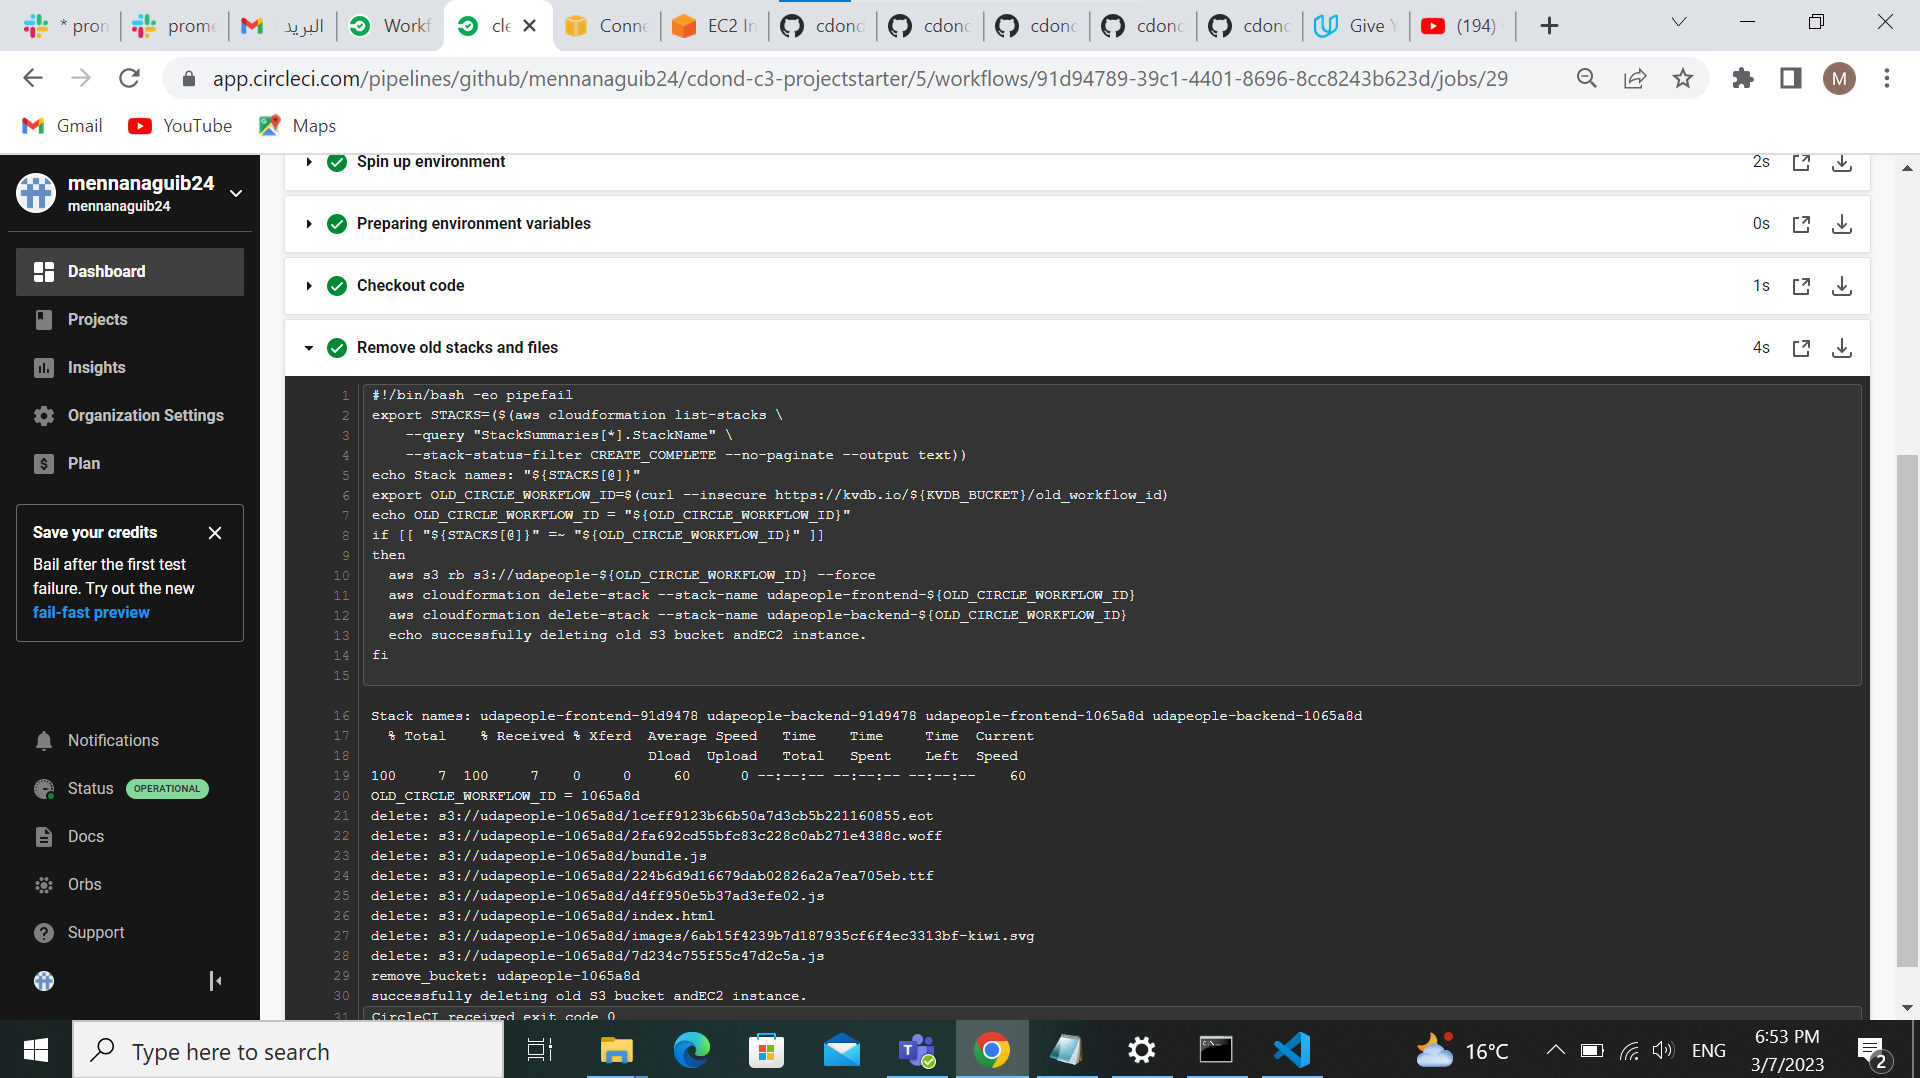 * pron
prome
البريد
Workf
cle
Conne
EC2 In
cdond
cdond
cdonc
cdonc
cdonc
Give Y
(194)
app.circleci.com/pipelines/github/mennanaguib24/cdond-c3-projectstarter/5/workflows/91d94789-39c1-4401-8696-8cc8243b623d/jobs/29
M
Gmail
YouTube
Maps
mennanaguib24
mennanaguib24
Dashboard
Projects
Insights
Organization Settings
Plan
Save your credits
Bail after the first test
failure. Try out the new
fail-fast preview
Notifications
Status OPERATIONAL
Docs
Orbs
Support
Spin up environment 2s
Preparing environment variables 0s
Checkout code 1s
Remove old stacks and files 4s
1 #!/bin/bash -eo pipefail
2 export STACKS=($(aws cloudformation list-stacks \
3 --query "StackSummaries[*].StackName" \
4 --stack-status-filter CREATE_COMPLETE --no-paginate --output text))
5 echo Stack names: "${STACKS[@]}"
6 export OLD_CIRCLE_WORKFLOW_ID=$(curl --insecure https://kvdb.io/${KVDB_BUCKET}/old_workflow_id)
7 echo OLD_CIRCLE_WORKFLOW_ID = "${OLD_CIRCLE_WORKFLOW_ID}"
8 if [[ "${STACKS[@]}" =~ "${OLD_CIRCLE_WORKFLOW_ID}" ]]
9 then
10 aws s3 rb s3://udapeople-${OLD_CIRCLE_WORKFLOW_ID} --force
11 aws cloudformation delete-stack --stack-name udapeople-frontend-${OLD_CIRCLE_WORKFLOW_ID}
12 aws cloudformation delete-stack --stack-name udapeople-backend-${OLD_CIRCLE_WORKFLOW_ID}
13 echo successfully deleting old S3 bucket andEC2 instance.
14 fi
15
16 Stack names: udapeople-frontend-91d9478 udapeople-backend-91d9478 udapeople-frontend-1065a8d udapeople-backend-1065a8d
17 % Total % Received % Xferd Average Speed Time Time Time Current
18 Dload Upload Total Spent Left Speed
19 100 7 100 7 0 0 60 0 --:--:-- --:--:-- --:--:-- 60
20 OLD_CIRCLE_WORKFLOW_ID = 1065a8d
21 delete: s3://udapeople-1065a8d/1ceff9123b66b50a7d3cb5b221160855.eot
22 delete: s3://udapeople-1065a8d/2fa692cd55bfc83c228c0ab271e4388c.woff
23 delete: s3://udapeople-1065a8d/bundle.js
24 delete: s3://udapeople-1065a8d/224b6d9d16679dab02826a2a7ea705eb.ttf
25 delete: s3://udapeople-1065a8d/d4ff950e5b37ad3efe02.js
26 delete: s3://udapeople-1065a8d/index.html
27 delete: s3://udapeople-1065a8d/images/6ab15f4239b7d187935cf6f4ec3313bf-kiwi.svg
28 delete: s3://udapeople-1065a8d/7d234c755f55c47d2c5a.js
29 remove_bucket: udapeople-1065a8d
30 successfully deleting old S3 bucket andEC2 instance.
31 CircleCI received exit code 0
Type here to search
16°C
ENG
6:53 PM
3/7/2023
2